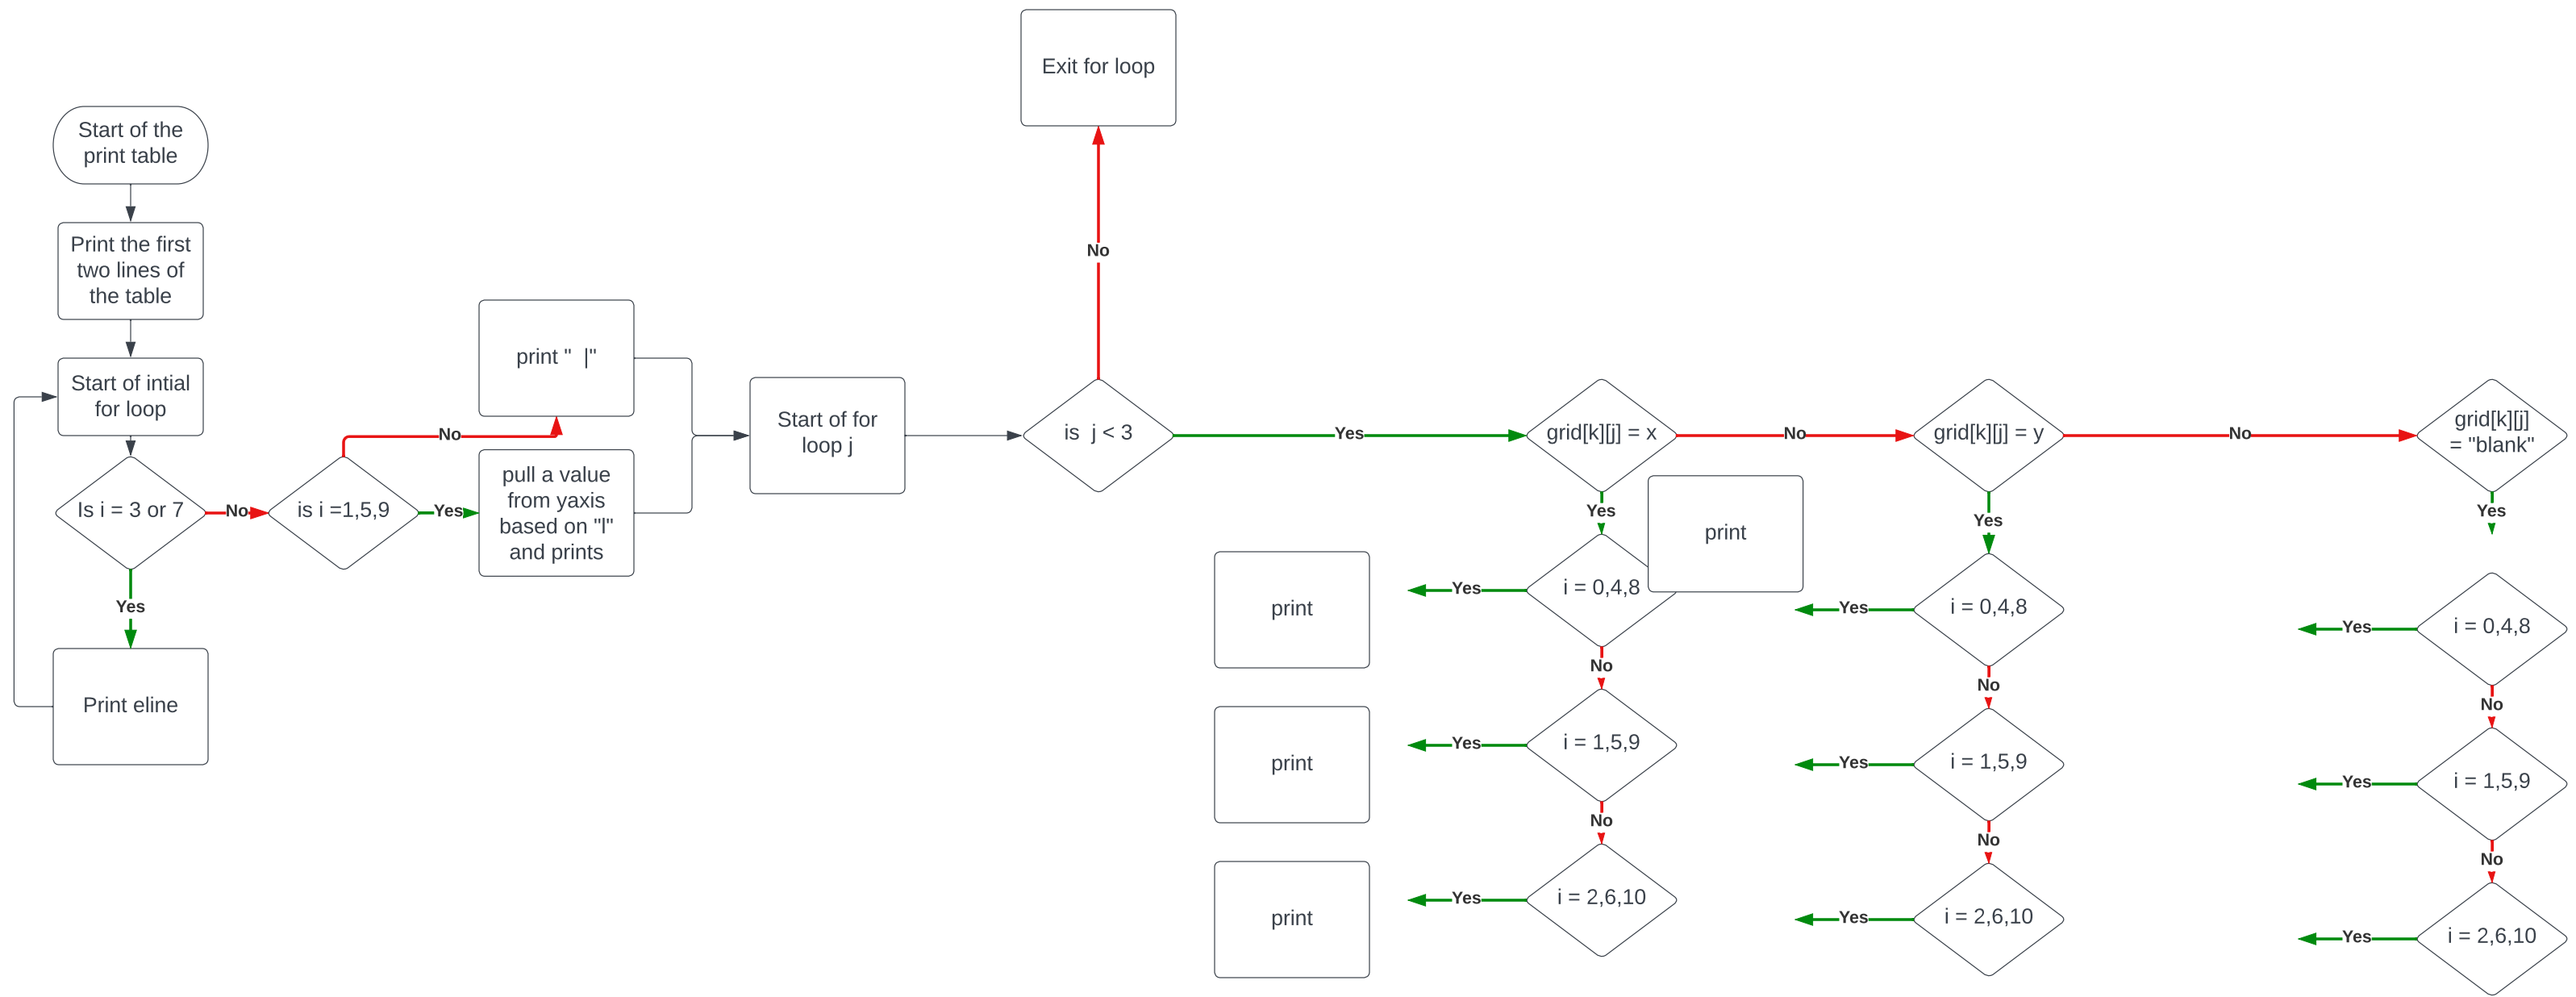 Exit for loop
Start of the
print table
Print the first
two lines of
the table
Start of intial
for loop
Is i = 3 or 7
No
Yes
Print eline
is i =1,5,9
No
Yes
print "  |"
pull a value
from yaxis
based on "l"
and prints
Start of for
loop j
is  j < 3
No
Yes
grid[k][j] = x
No
Yes
i = 0,4,8
Yes
print
No
i = 1,5,9
Yes
print
No
i = 2,6,10
Yes
print
grid[k][j] = y
No
Yes
print
i = 0,4,8
Yes
No
i = 1,5,9
Yes
No
i = 2,6,10
Yes
grid[k][j]
= "blank"
Yes
i = 0,4,8
Yes
No
i = 1,5,9
Yes
No
i = 2,6,10
Yes